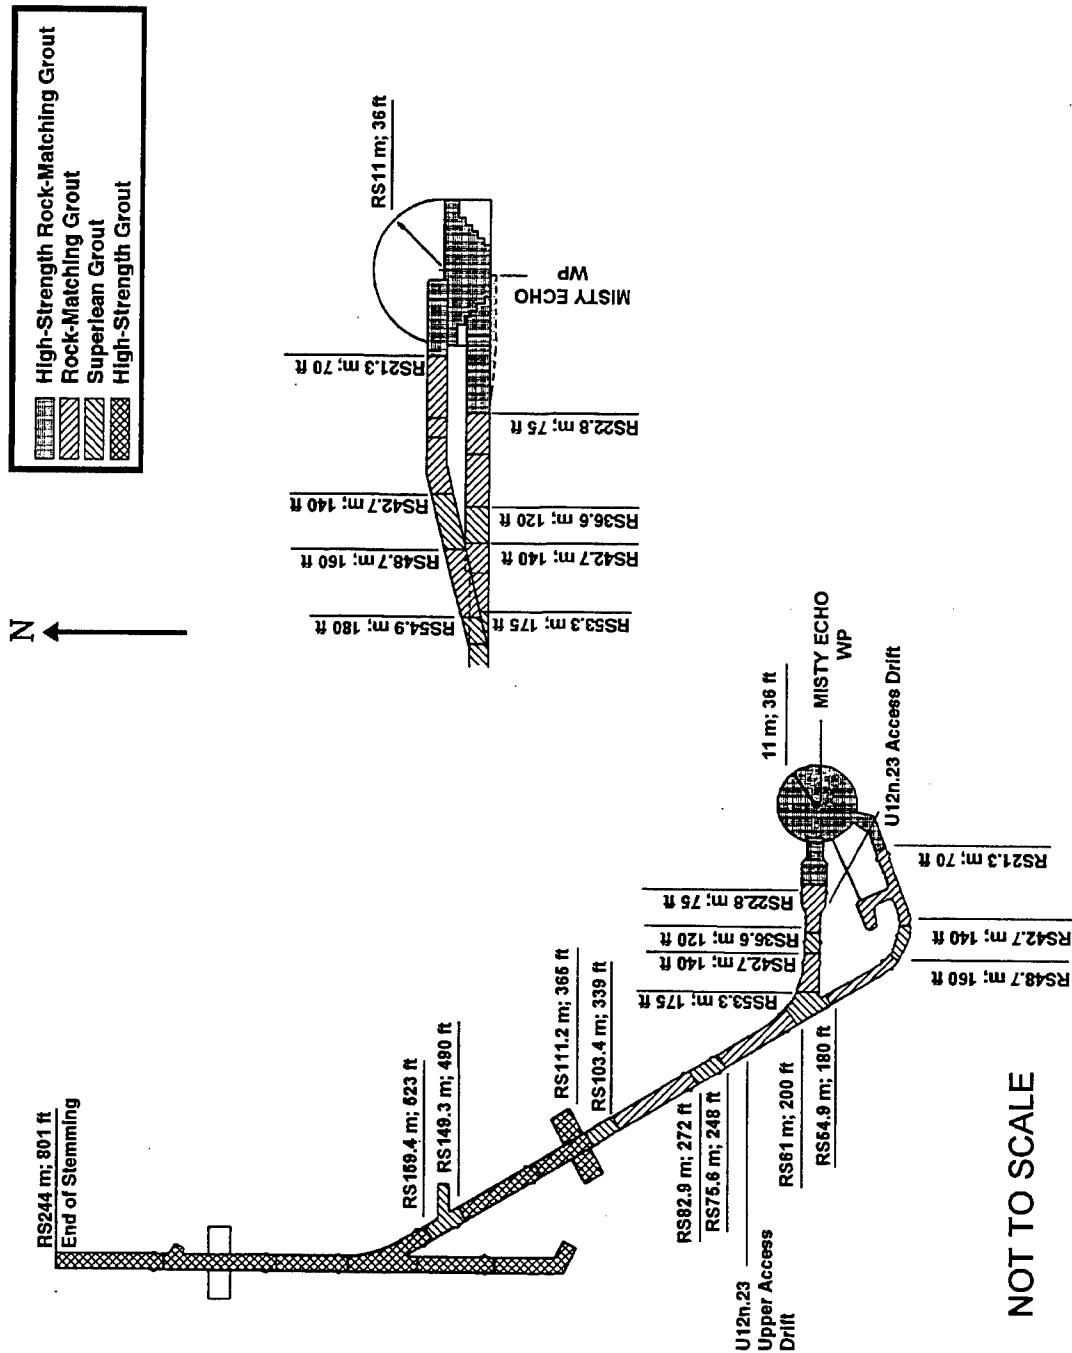 High-Strength Rock-Matching Grout
Rock-Matching Grout
Superlean Grout
High-Strength Grout
N
RS11 m; 36 ft
MISTY ECHO
WP
RS21.3 m; 70 ft
RS42.7 m; 140 ft
RS48.7 m; 160 ft
RS54.9 m; 180 ft
RS22.8 m; 75 ft
RS36.6 m; 120 ft
RS42.7 m; 140 ft
RS53.3 m; 175 ft
11 m; 36 ft
MISTY ECHO
WP
U12n.23 Access Drift
RS22.8 m; 75 ft
RS36.6 m; 120 ft
RS42.7 m; 140 ft
RS53.3 m; 175 ft
RS21.3 m; 70 ft
RS42.7 m; 140 ft
RS48.7 m; 160 ft
RS244 m; 801 ft
End of Stemming
RS159.4 m; 523 ft
RS149.3 m; 490 ft
RS111.2 m; 365 ft
RS103.4 m; 339 ft
RS82.9 m; 272 ft
RS75.6 m; 248 ft
RS61 m; 200 ft
RS54.9 m; 180 ft
U12n.23
Upper Access
Drift
NOT TO SCALE